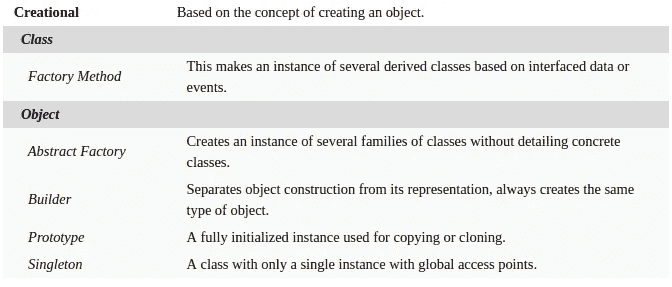 Creational Based on the concept of creating an object.
Class
Factory Method This makes an instance of several derived classes based on interfaced data or
events.
Object
Abstract Factory Creates an instance of several families of classes without detailing concrete
classes.
Builder Separates object construction from its representation, always creates the same
type of object.
Prototype A fully initialized instance used for copying or cloning.
Singleton A class with only a single instance with global access points.